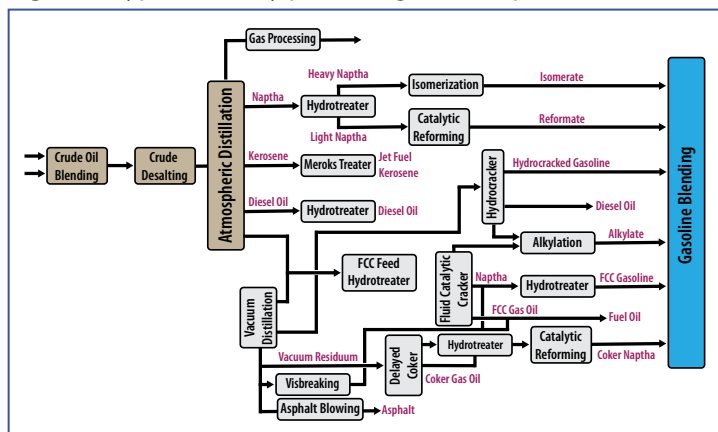 Gas Processing
Heavy Naptha
Isomerization
Isomerate
Naptha
Hydrotreater
Light Naptha
Catalytic
Reforming
Reformate
Crude Oil
Blending
Crude
Desalting
Atmospheric Distillation
Kerosene
Meroks Treater
Jet Fuel
Kerosene
Diesel Oil
Hydrotreater
Diesel Oil
Hydrocracker
Hydrocracked Gasoline
Diesel Oil
Alkylation
Alkylate
Gasoline Blending
FCC Feed
Hydrotreater
Fluid Catalytic
Cracker
Naptha
Hydrotreater
FCC Gasoline
FCC Gas Oil
Fuel Oil
Vacuum
Distillation
Vacuum Residuum
Delayed
Coker
Hydrotreater
Catalytic
Reforming
Coker Naptha
Coker Gas Oil
Visbreaking
Asphalt Blowing
Asphalt